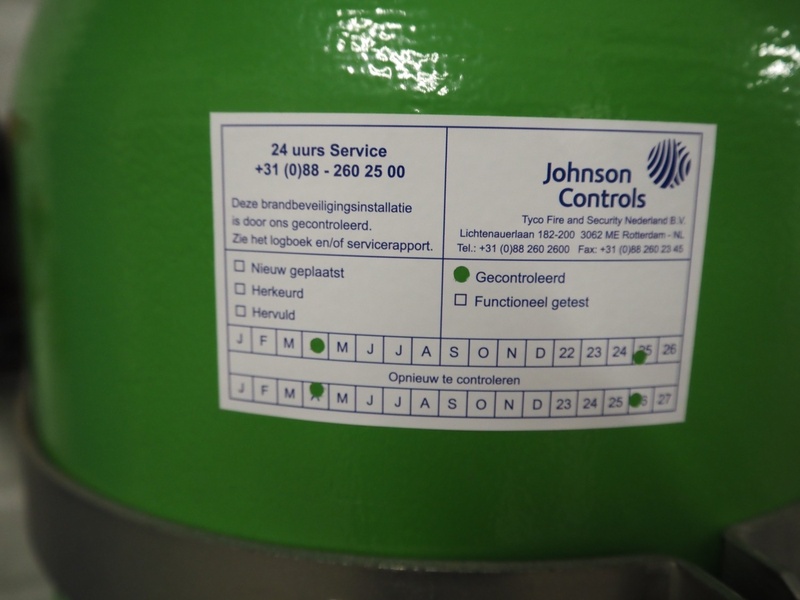 24 uurs Service
+31 (0)88 - 260 25 00
Deze brandbeveiligingsinstallatie
is door ons gecontroleerd.
Zie het logboek en/of servicerapport.
Johnson
Controls
Tyco Fire and Security Nederland B.V.
Lichtenauerlaan 182-200 3062 ME Rotterdam - NL
Tel.: +31 (0)88 260 2600 Fax: +31 (0)88 260 23 45
Nieuw geplaatst
Herkeurd
Hervuld
Gecontroleerd
Functioneel getest
J F M M J J A S O N D 22 23 24 25 26
Opnieuw te controleren
J F M A M J J A S O N D 23 24 25 27